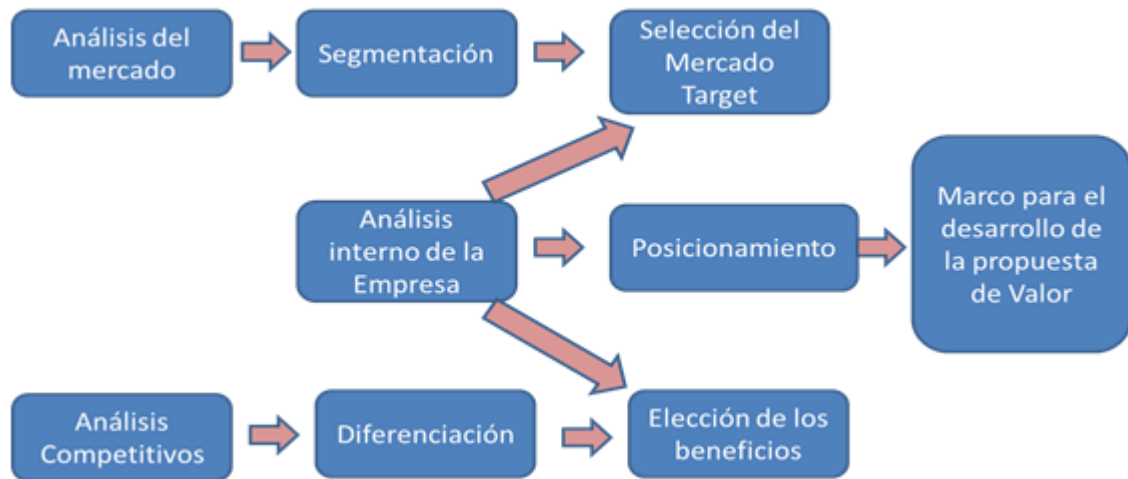 Análisis del
mercado
Segmentación
Selección del
Mercado
Target
Análisis
interno de la
Empresa
Posicionamiento
Marco para el
desarrollo de
la propuesta
de Valor
Análisis
Competitivos
Diferenciación
Elección de los
beneficios